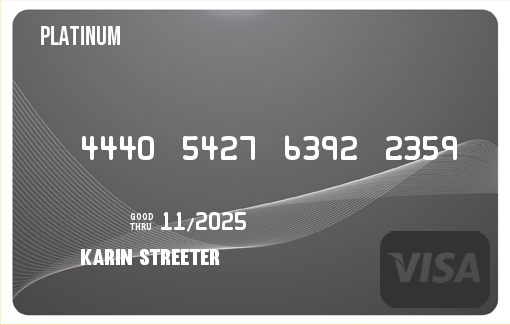 PLATINUM
4440 5427 6392 2359
GOOD THRU 11/2025
KARIN STREETER
VISA